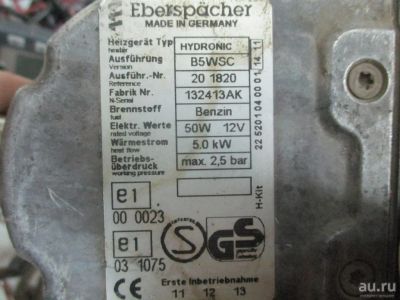 Eberspächer
MADE IN GERMANY
Heizgerät Typ HYDRONIC
heater
Ausführung B5WSC
Version
Ausführ.-Nr. 20 1820
Reference
Fabrik Nr. 132413AK
N-Serial
Brennstoff Benzin
fuel
Elektr. Werte 50W 12V
rated voltage
Wärmestrom 5.0 kW
heat flow
Betriebs-
überdruck max. 2,5 bar
working pressure
e1
00 0023
e1
03 1075
S
GS
H-Kit
CE
Erste Inbetriebnahme
11 12 13
au.ru